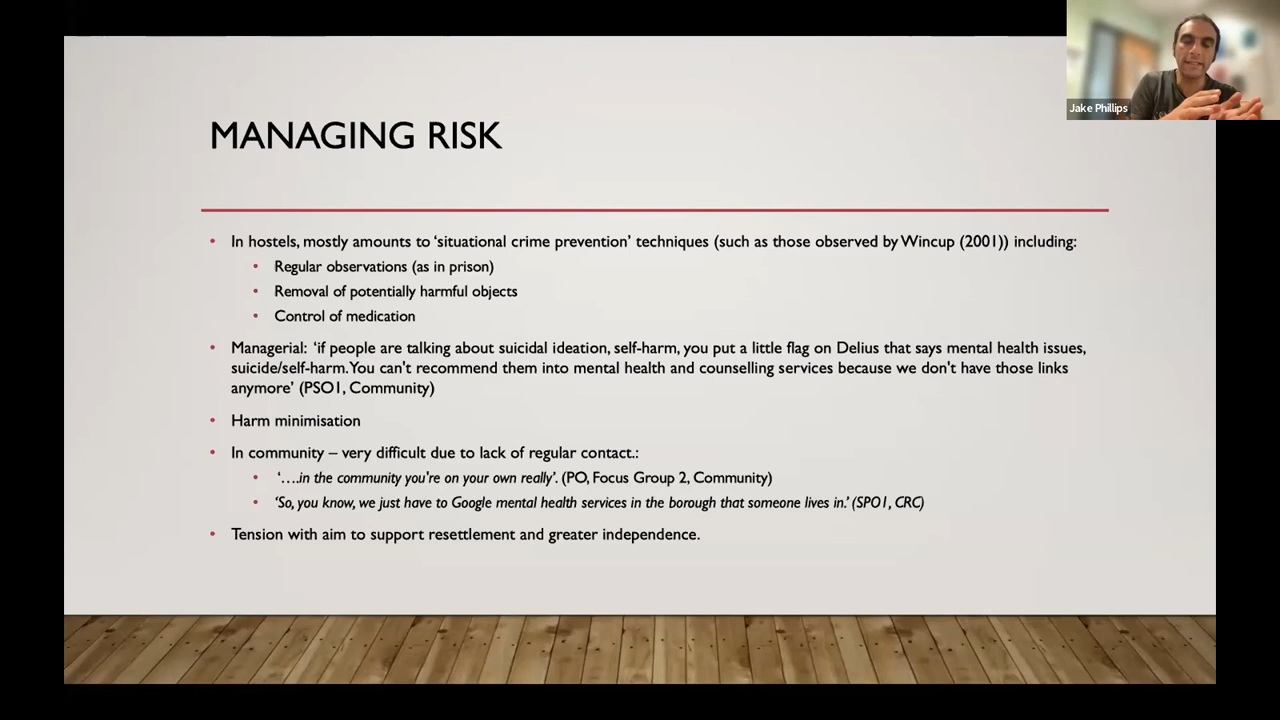 Jake Phillips
MANAGING RISK
• In hostels, mostly amounts to ‘situational crime prevention’ techniques (such as those observed by Wincup (2001)) including:
• Regular observations (as in prison)
• Removal of potentially harmful objects
• Control of medication
• Managerial: ‘if people are talking about suicidal ideation, self-harm, you put a little flag on Delius that says mental health issues,
suicide/self-harm. You can't recommend them into mental health and counselling services because we don't have those links
anymore’ (PSO1, Community)
• Harm minimisation
• In community – very difficult due to lack of regular contact.:
• ‘….in the community you're on your own really’. (PO, Focus Group 2, Community)
• ‘So, you know, we just have to Google mental health services in the borough that someone lives in.’ (SPO1, CRC)
• Tension with aim to support resettlement and greater independence.